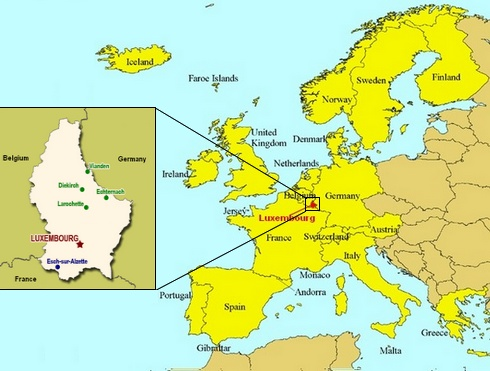 Iceland
Faroe Islands
Sweden
Finland
Norway
United
Kingdom
Denmark
Netherlands
Ireland
Belgium
Germany
Jersey
Luxembourg
Austria
France
Switzerland
Italy
Monaco
Andorra
Portugal
Spain
Greece
Gibraltar
Malta
Belgium
Germany
Vianden
Diekirch
Echternach
Larochette
LUXEMBOURG
Esch-sur-Alzette
France